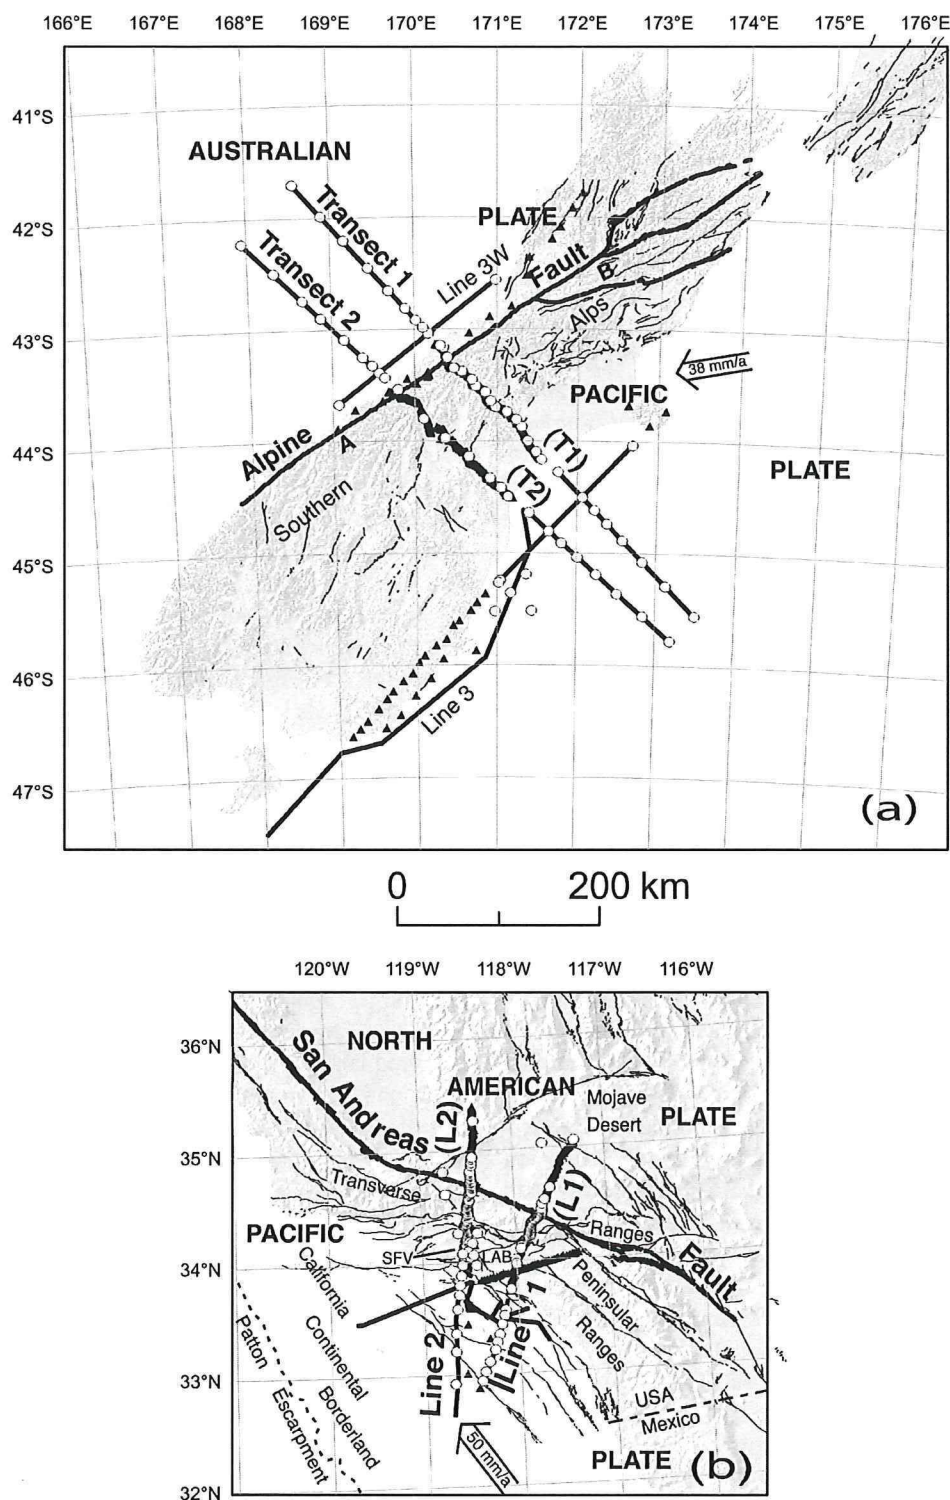 166°E 167°E 168°E 169°E 170°E 171°E 172°E 173°E 174°E 175°E 176°E
41°S
42°S
43°S
44°S
45°S
46°S
47°S
AUSTRALIAN
PLATE
Transect 1
Transect 2
Line 3W
Fault
B
Alps
38 mm/a
PACIFIC
PLATE
Alpine
A
Southern
(T1)
(T2)
Line 3
(a)
0 200 km
120°W 119°W 118°W 117°W 116°W
36°N
35°N
34°N
33°N
32°N
NORTH
AMERICAN
PLATE
San Andreas
Fault
(L2)
(L1)
Mojave
Desert
Transverse
Ranges
PACIFIC
PLATE
SFV
LAB
California
Continental
Borderland
Patton
Escarpment
Peninsular
Ranges
Line 2
Line 1
USA
Mexico
50 mm/a
(b)